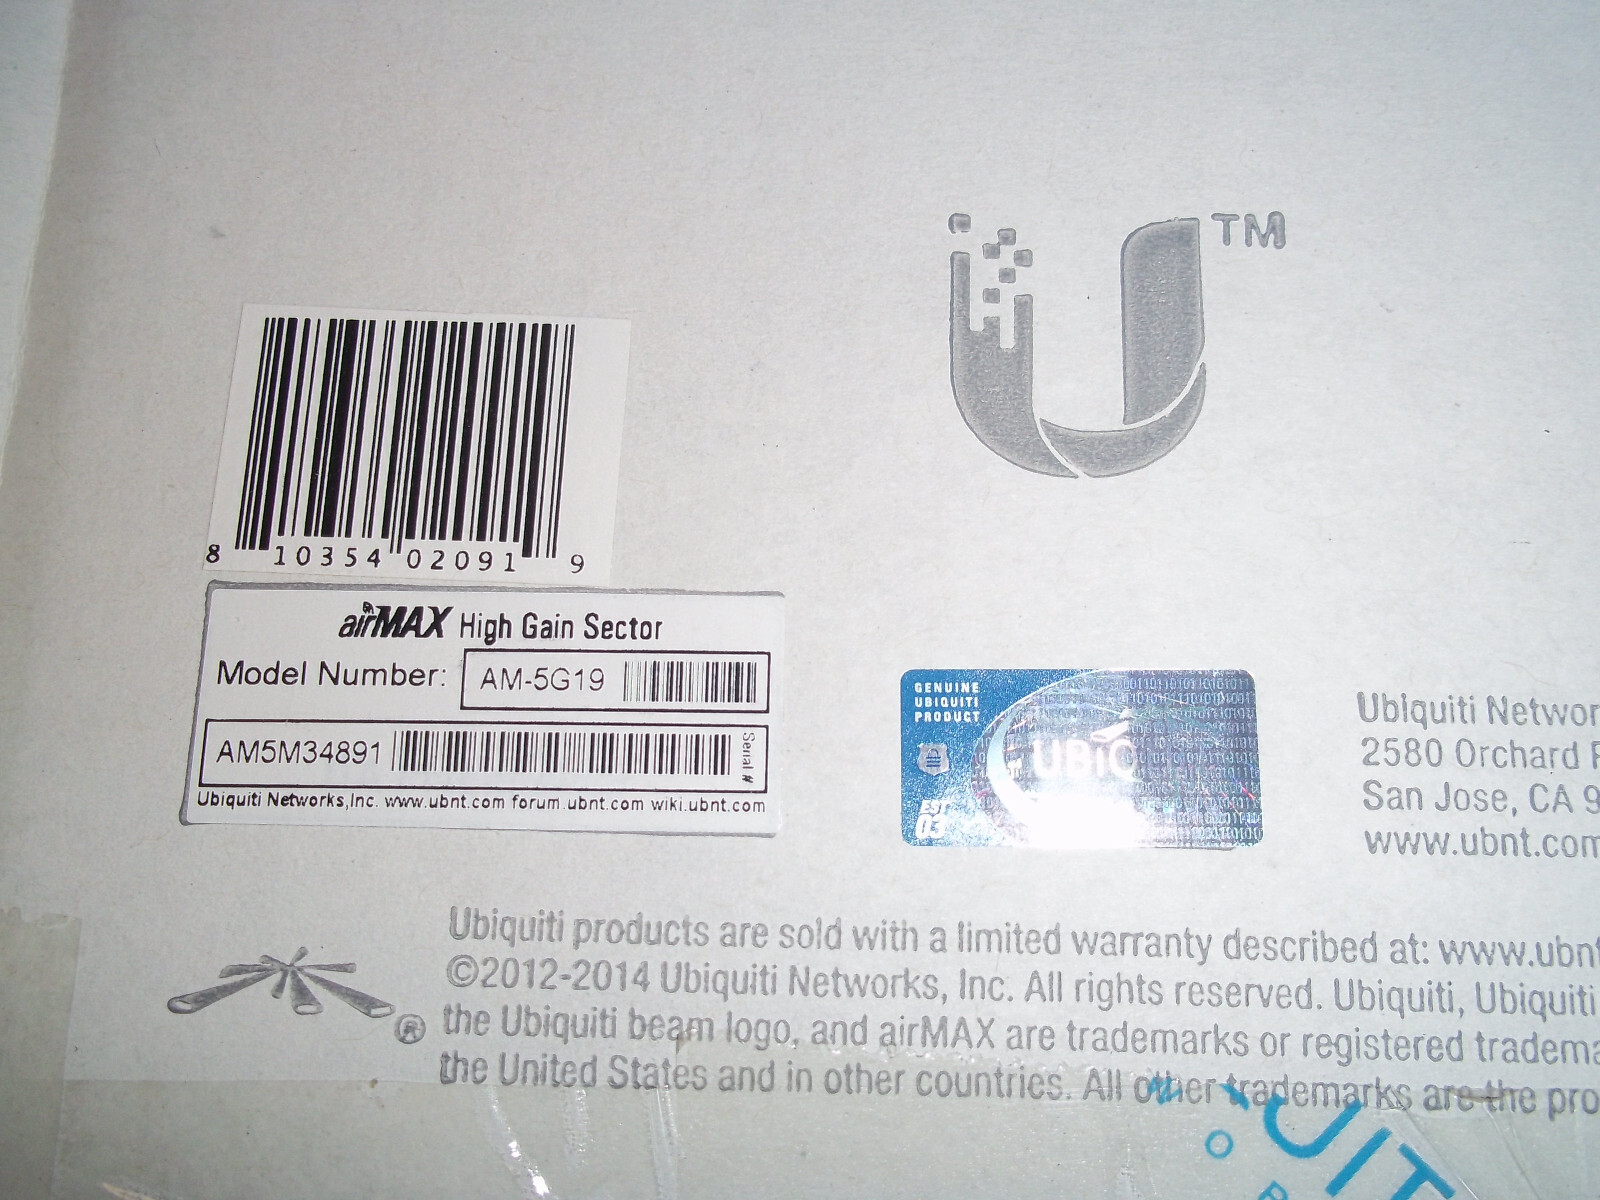 TM
8 10354 02091 9
airMAX High Gain Sector
Model Number: AM-5G19
AM5M34891 Serial #
Ubiquiti Networks,Inc. www.ubnt.com forum.ubnt.com wiki.ubnt.com
GENUINE
UBIQUITI
PRODUCT
UBIQ
EST
03
Ubiquiti Networ
2580 Orchard
San Jose, CA 9
www.ubnt.com
Ubiquiti products are sold with a limited warranty described at: www.ubnt
©2012-2014 Ubiquiti Networks, Inc. All rights reserved. Ubiquiti, Ubiquiti
® the Ubiquiti beam logo, and airMAX are trademarks or registered tradema
the United States and in other countries. All other trademarks are the pro
UIT